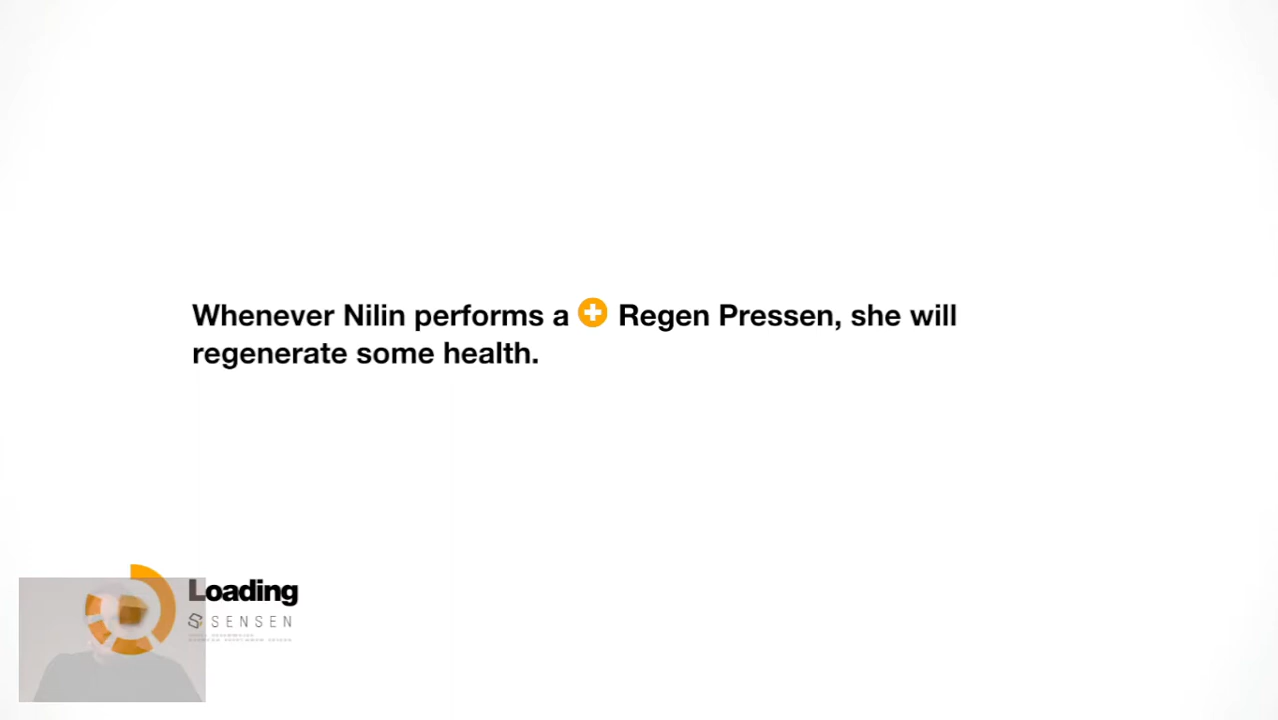 Whenever Nilin performs a Regen Pressen, she will
regenerate some health.
Loading
SENSEN